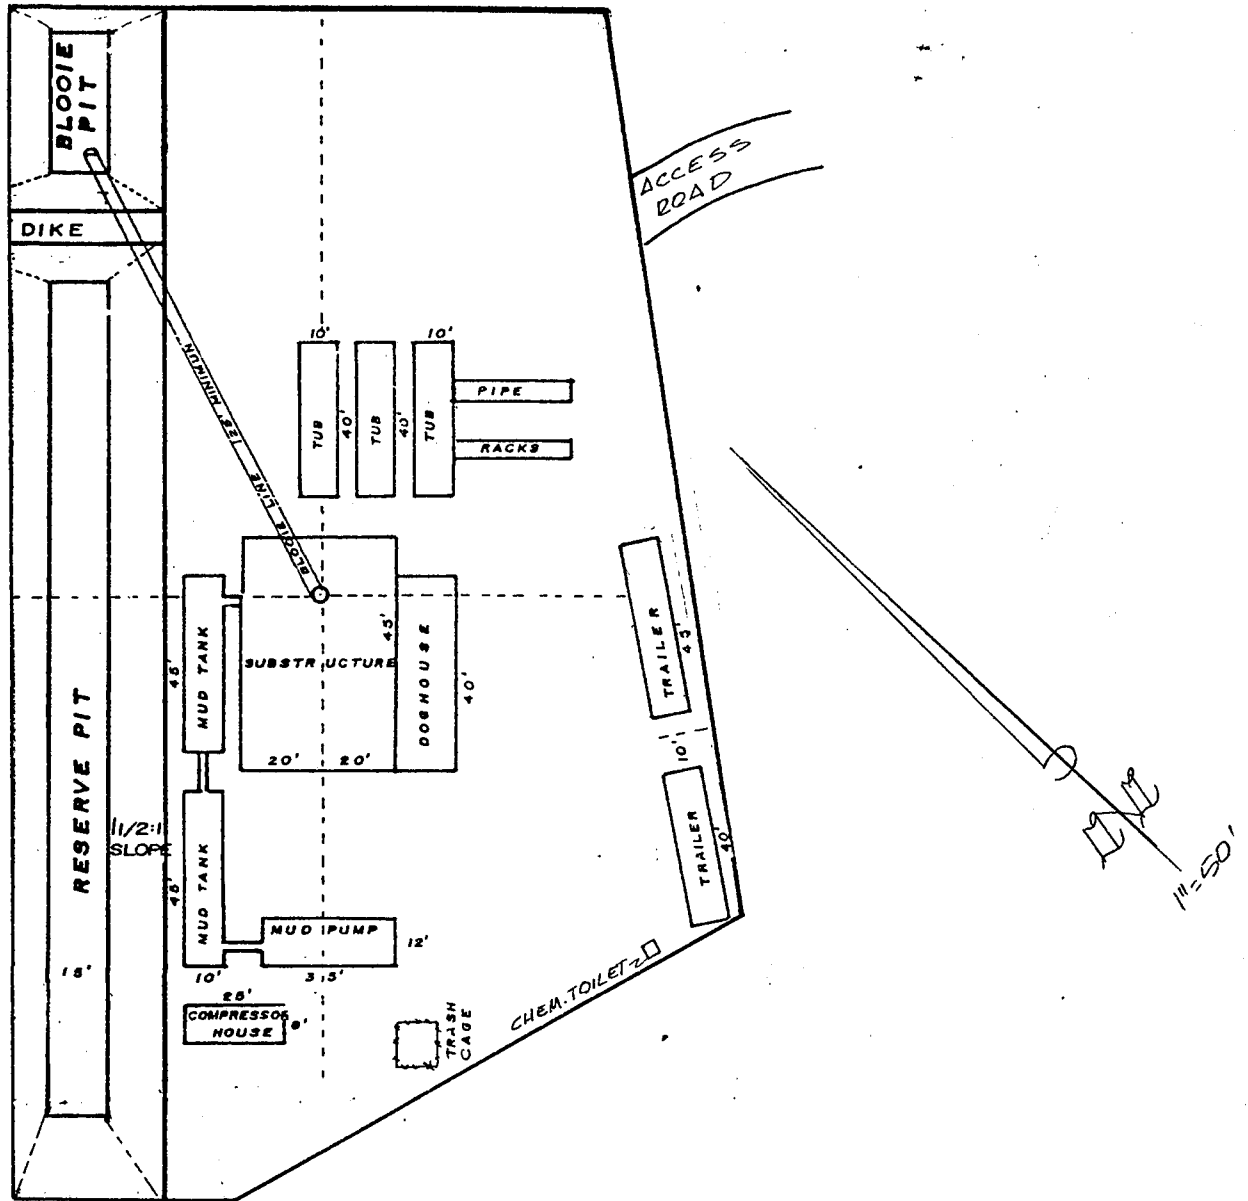 BLOOIE
PIT
ACCESS
ROAD
DIKE
BLOOIE LINE 125' MINIMUN
10'
10'
TUB
40'
TUB
40'
TUB
PIPE
RACKS
45'
MUD TANK
SUBSTRUCTURE
45'
DOGHOUSE
40'
TRAILER
45'
20'
20'
10'
RESERVE PIT
1 1/2:1
SLOPE
45'
MUD TANK
TRAILER
40'
MUD PUMP
12'
15'
10'
35'
25'
COMPRESSOR
HOUSE
8'
TRASH
CAGE
CHEM. TOILET
1"=50'